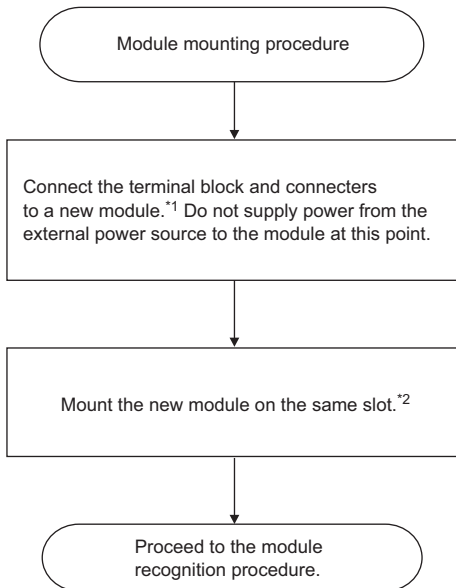 Module mounting procedure
Connect the terminal block and connecters
to a new module.*1 Do not supply power from the
external power source to the module at this point.
Mount the new module on the same slot.*2
Proceed to the module
recognition procedure.